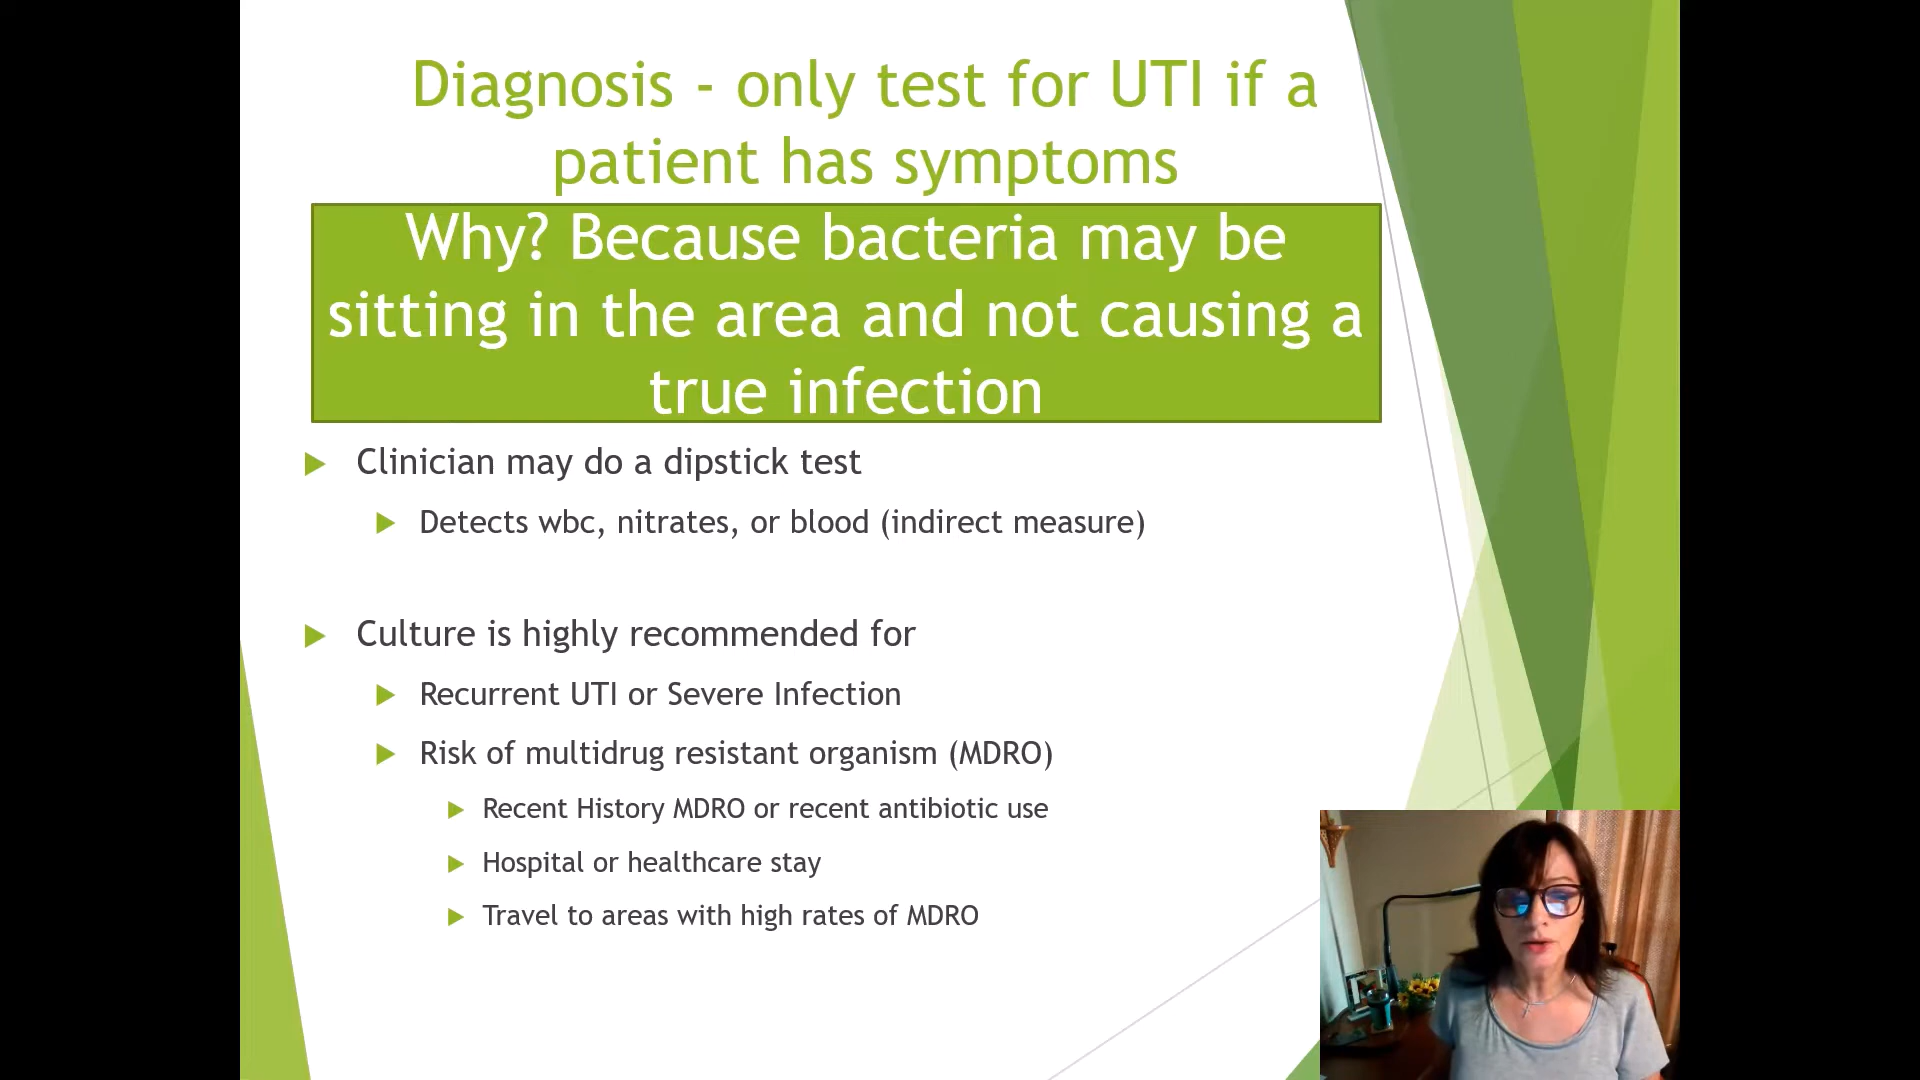 Diagnosis - only test for UTI if a
patient has symptoms
Why? Because bacteria may be
sitting in the area and not causing a
true infection
Clinician may do a dipstick test
Detects wbc, nitrates, or blood (indirect measure)
Culture is highly recommended for
Recurrent UTI or Severe Infection
Risk of multidrug resistant organism (MDRO)
Recent History MDRO or recent antibiotic use
Hospital or healthcare stay
Travel to areas with high rates of MDRO